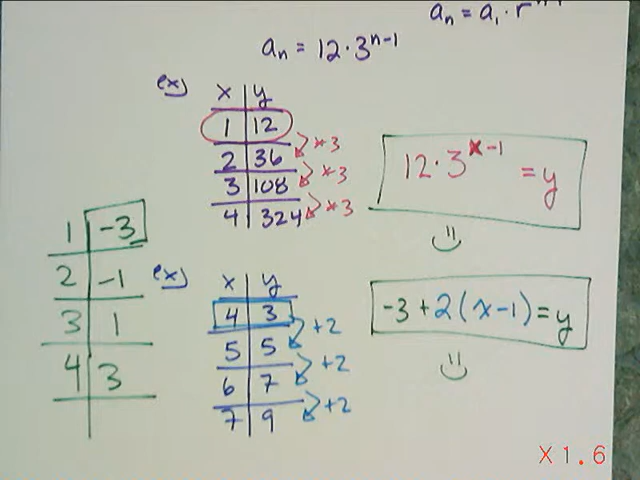 aₙ = a₁ · r
aₙ = 12 · 3ⁿ⁻¹
ex)
x y
1 12
2 36
3 108
4 324
×3
×3
×3
12 · 3ˣ⁻¹ = y
1 -3
2 -1
3 1
4 3
ex)
x y
4 3
5 5
6 7
7 9
+2
+2
+2
-3 + 2(x-1) = y
X1.6